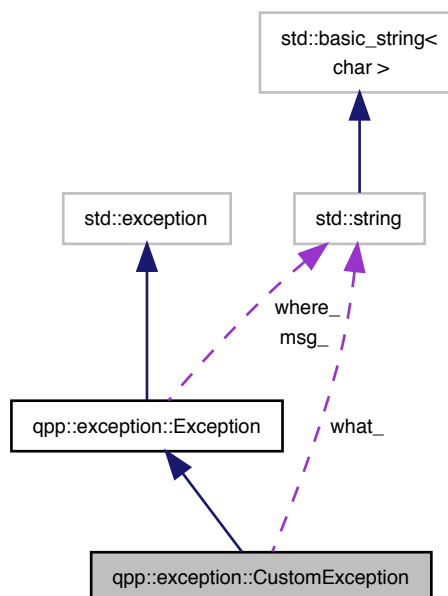 std::basic_string<
char >
std::exception
std::string
where_
msg_
qpp::exception::Exception
what_
qpp::exception::CustomException